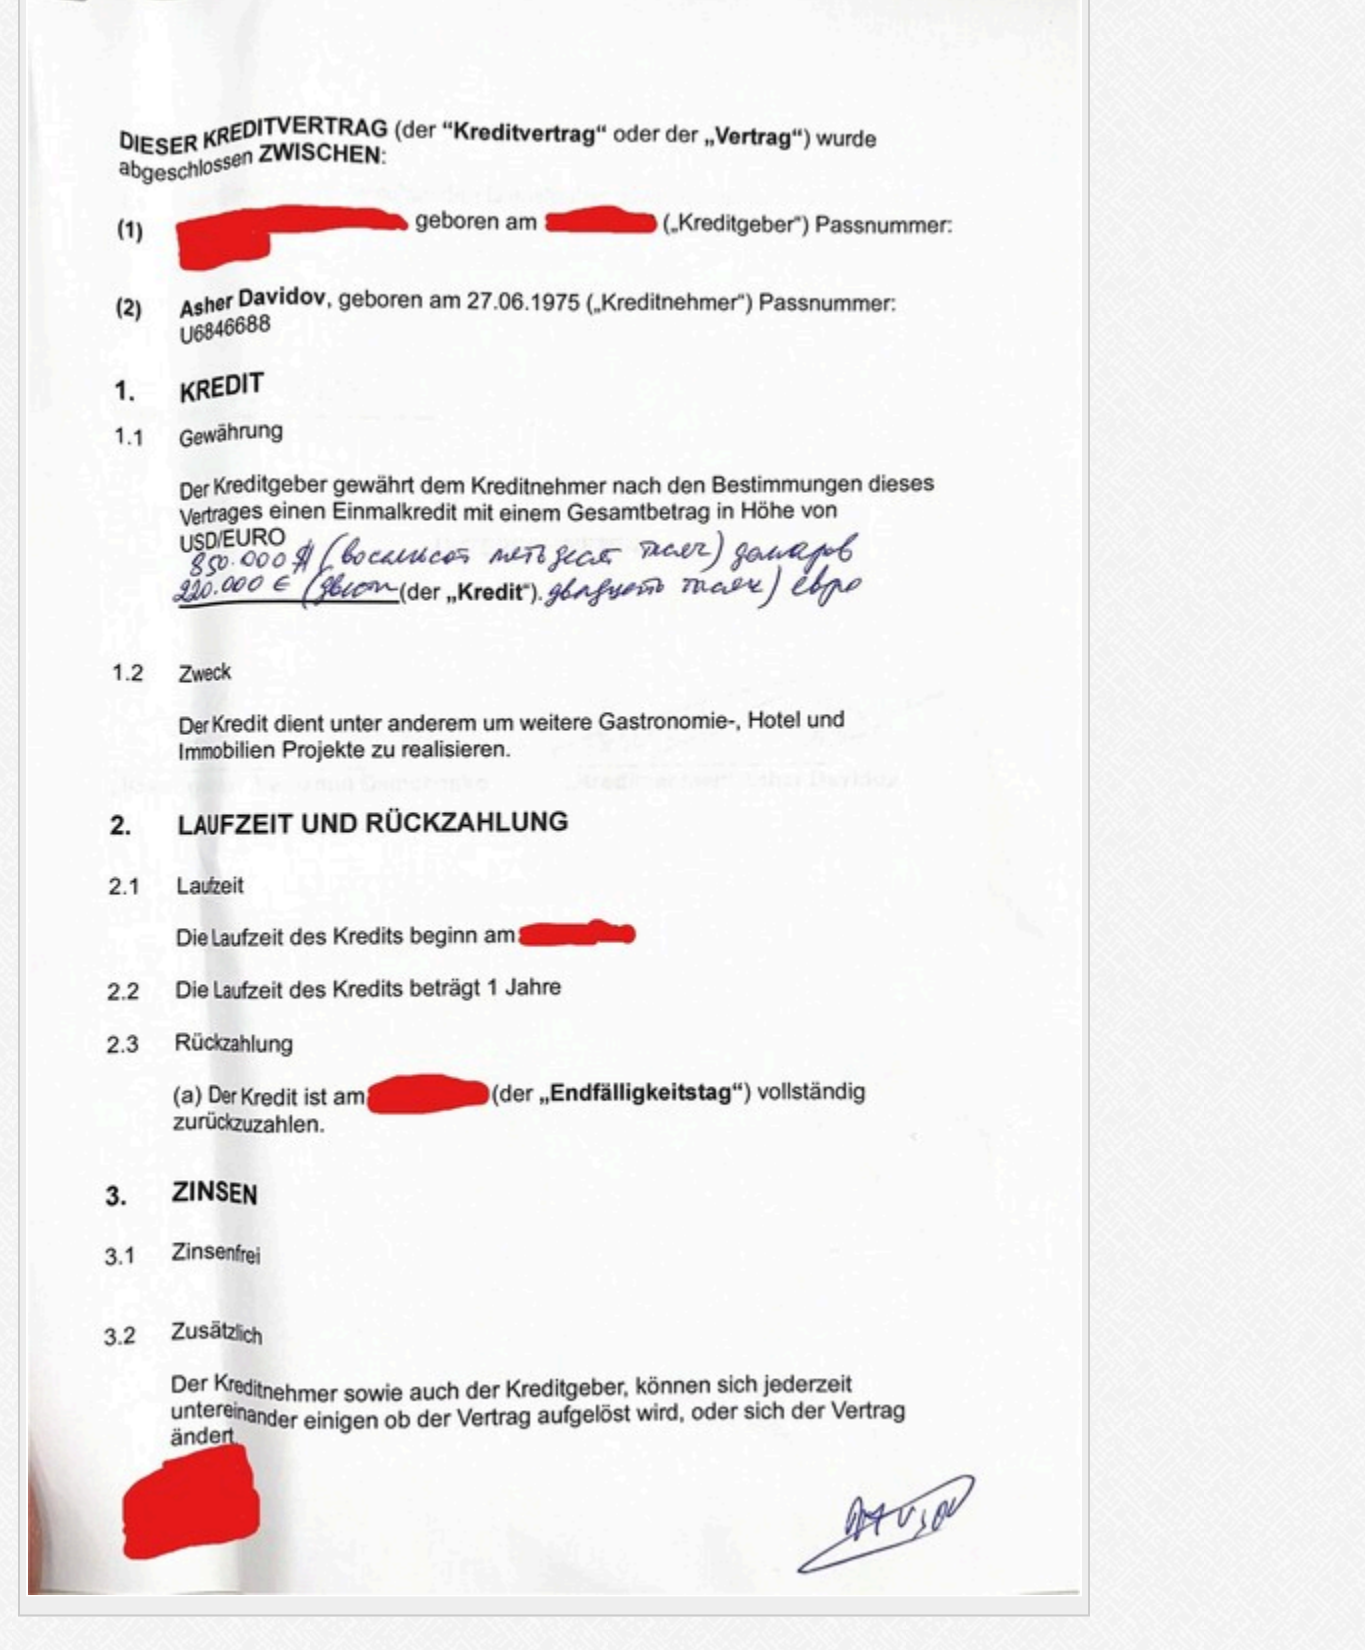 DIESER KREDITVERTRAG (der “Kreditvertrag“ oder der „Vertrag“) wurde
abgeschlossen ZWISCHEN:
(1) geboren am („Kreditgeber“) Passnummer:
(2) Asher Davidov, geboren am 27.06.1975 („Kreditnehmer“) Passnummer:
U6846688
1. KREDIT
1.1 Gewährung
Der Kreditgeber gewährt dem Kreditnehmer nach den Bestimmungen dieses
Vertrages einen Einmalkredit mit einem Gesamtbetrag in Höhe von
USD/EURO
850.000 $ (восемьсот пятьдесят тысяч) долларов
220.000 € (двести (der „Kredit“). двадцать тысяч) евро
1.2 Zweck
Der Kredit dient unter anderem um weitere Gastronomie-, Hotel und
Immobilien Projekte zu realisieren.
2. LAUFZEIT UND RÜCKZAHLUNG
2.1 Laufzeit
Die Laufzeit des Kredits beginn am
2.2 Die Laufzeit des Kredits beträgt 1 Jahre
2.3 Rückzahlung
(a) Der Kredit ist am (der „Endfälligkeitstag“) vollständig
zurückzuzahlen.
3. ZINSEN
3.1 Zinsenfrei
3.2 Zusätzlich
Der Kreditnehmer sowie auch der Kreditgeber, können sich jederzeit
untereinander einigen ob der Vertrag aufgelöst wird, oder sich der Vertrag
ändert